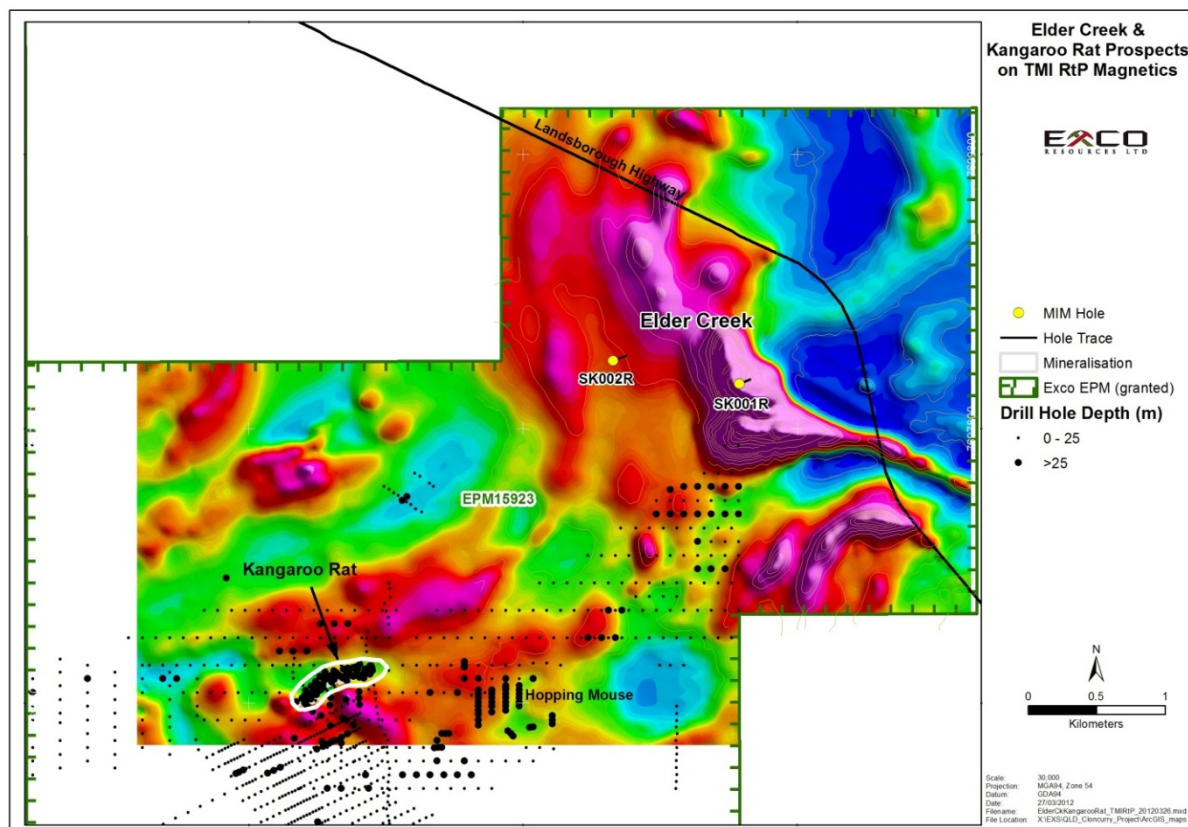 Elder Creek &
Kangaroo Rat Prospects
on TMI RtP Magnetics
EXCO
RESOURCES LTD
Landsborough Highway
Elder Creek
SK002R
SK001R
EPM15923
Kangaroo Rat
Hopping Mouse
MIM Hole
Hole Trace
Mineralisation
Exco EPM (granted)
Drill Hole Depth (m)
0 - 25
>25
N
0 0.5 1
Kilometers
Scale: 30,000
Projection: MGA94, Zone 54
Datum: GDA94
Date: 27/03/2012
Filename: ElderCkKangarooRat_TMIRtP_20120326.mxd
File Location: X:\EXS\QLD_Cloncurry_Project\ArcGIS_maps